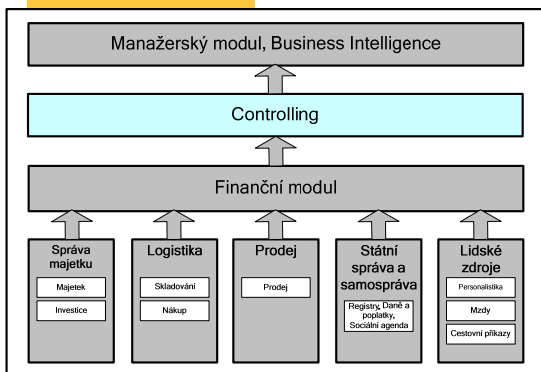 Manažerský modul, Business Intelligence
Controlling
Finanční modul
Správa
majetku
Majetek
Investice
Logistika
Skladování
Nákup
Prodej
Prodej
Státní
správa a
samospráva
Registry, Daně a
poplatky,
Sociální agenda
Lidské
zdroje
Personalistika
Mzdy
Cestovní příkazy